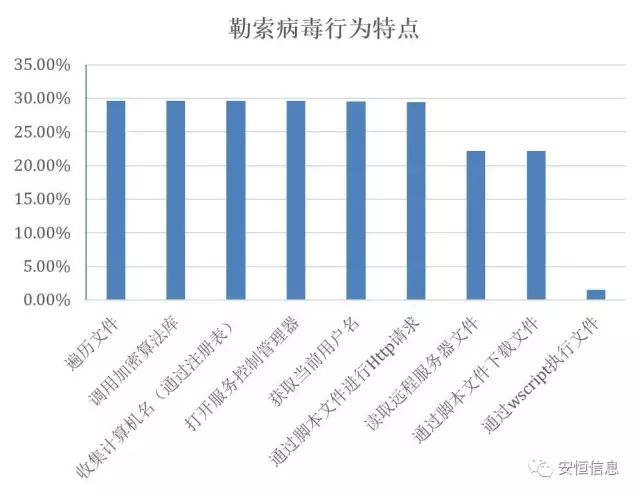 勒索病毒行为特点
35.00%
30.00%
25.00%
20.00%
15.00%
10.00%
5.00%
0.00%
遍历文件
调用加密算法库
收集计算机名（通过注册表）
打开服务控制管理器
获取当前用户名
通过脚本文件进行Http请求
读取远程服务器文件
通过脚本文件下载文件
通过wscript执行文件
安恒信息